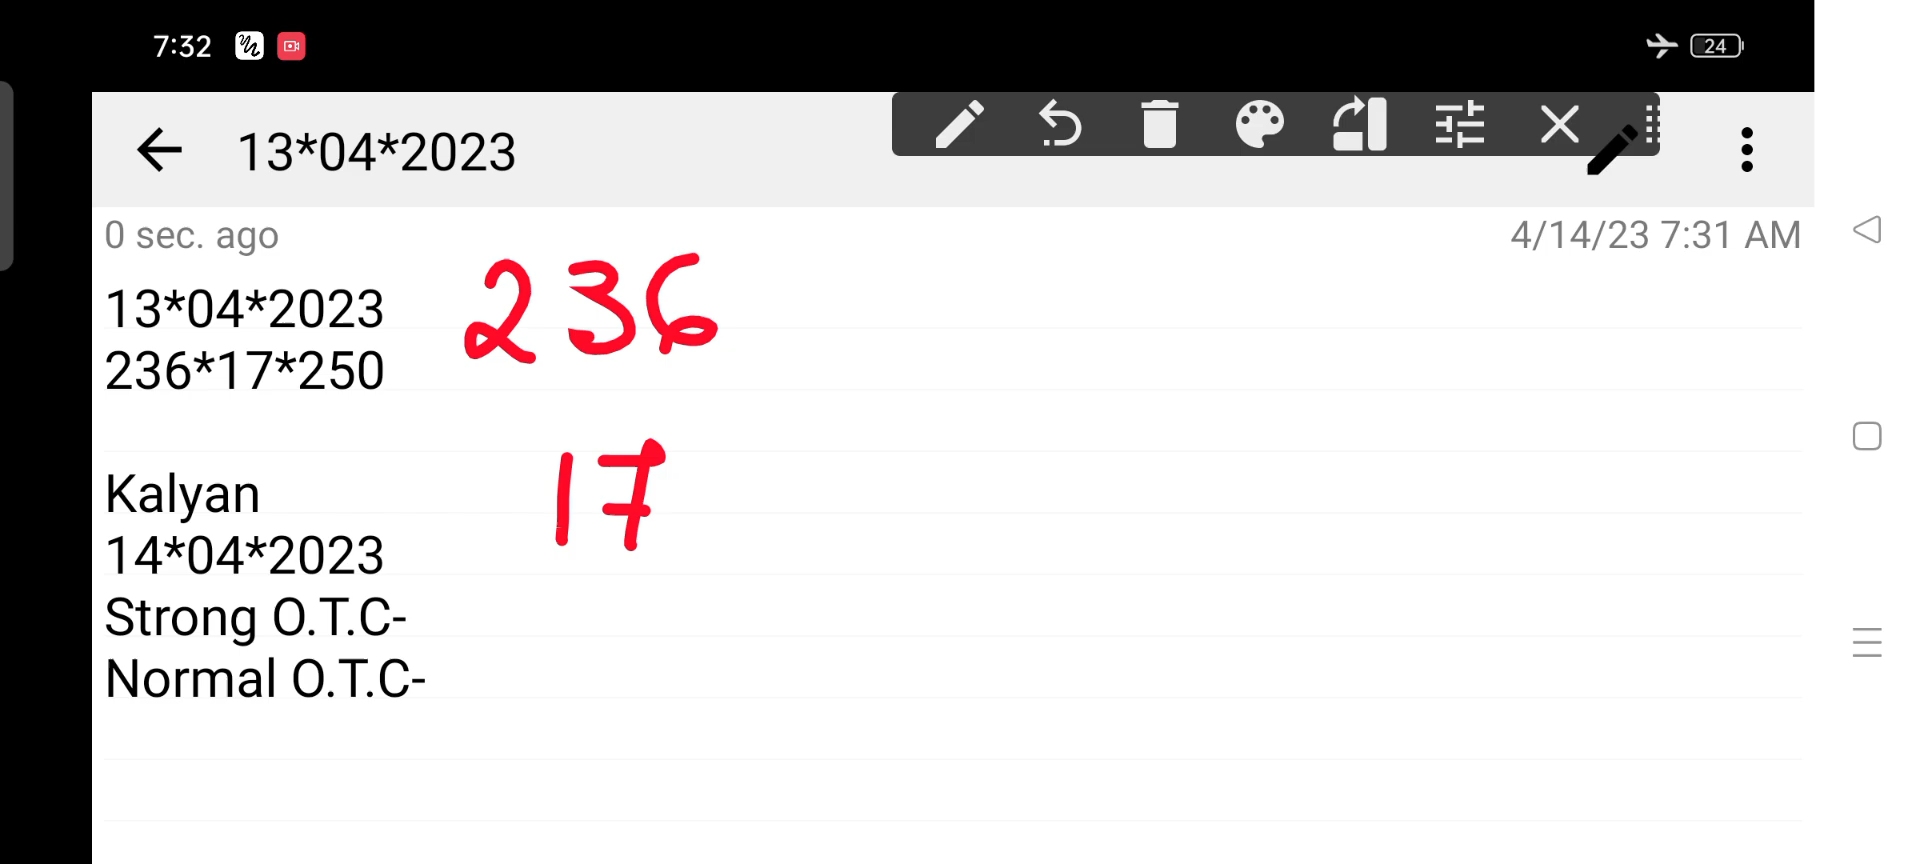 7:32
24
13*04*2023
0 sec. ago
4/14/23 7:31 AM
13*04*2023
236
236*17*250
17
Kalyan
14*04*2023
Strong O.T.C-
Normal O.T.C-